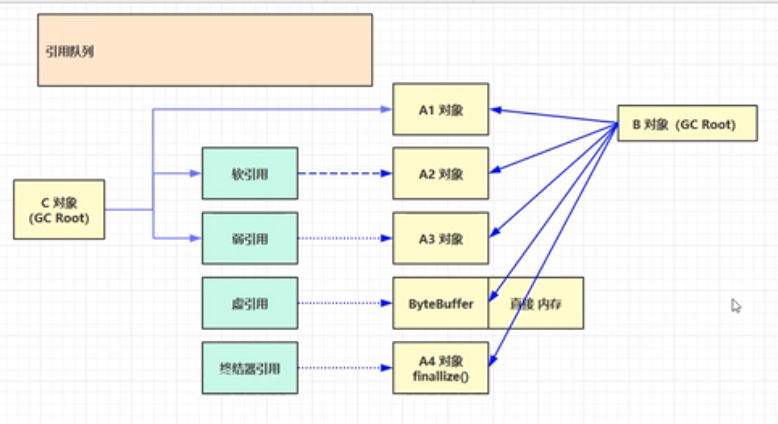 引用队列
A1 对象
B 对象 (GC Root)
软引用
A2 对象
C 对象
(GC Root)
弱引用
A3 对象
虚引用
ByteBuffer
直接 内存
终结器引用
A4 对象
finallize()